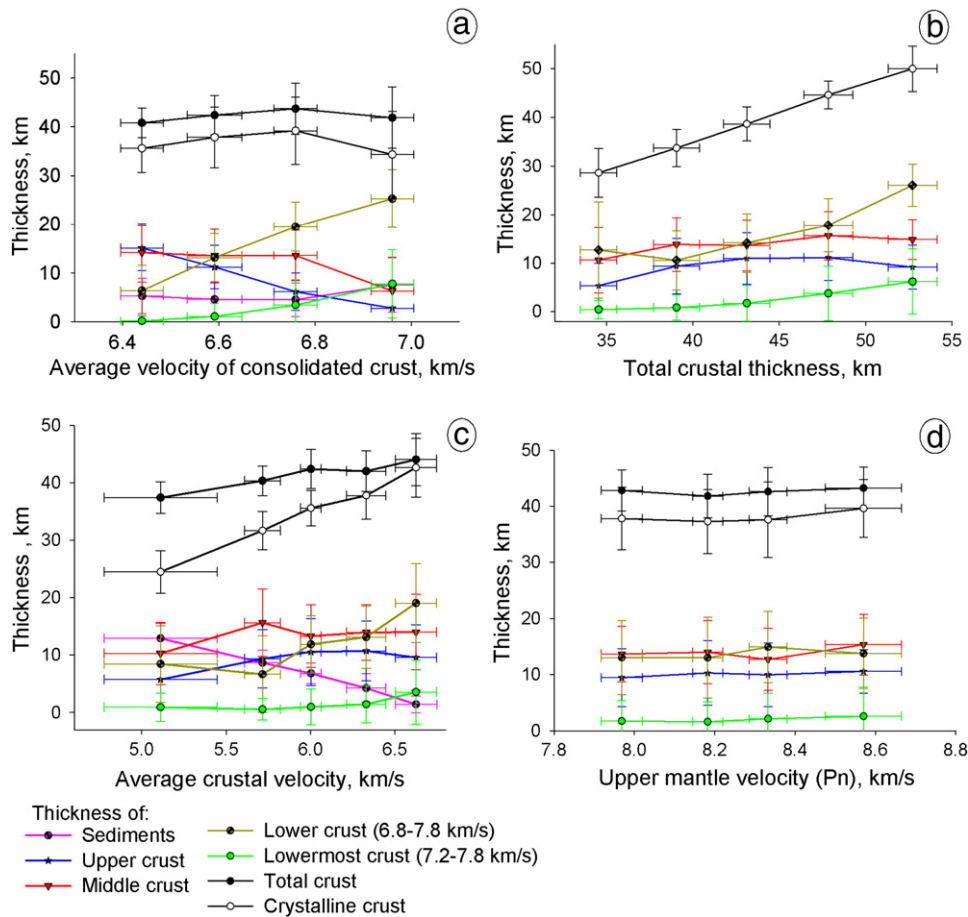 a
50
40
30
20
10
0
Thickness, km
6.4 6.6 6.8 7.0
Average velocity of consolidated crust, km/s
b
50
40
30
20
10
0
Thickness, km
35 40 45 50 55
Total crustal thickness, km
c
50
40
30
20
10
0
Thickness , km
5.0 5.5 6.0 6.5
Average crustal velocity, km/s
d
50
40
30
20
10
0
Thickness, km
7.8 8.0 8.2 8.4 8.6 8.8
Upper mantle velocity (Pn), km/s
Thickness of:
Sediments
Upper crust
Middle crust
Lower crust (6.8-7.8 km/s)
Lowermost crust (7.2-7.8 km/s)
Total crust
Crystalline crust